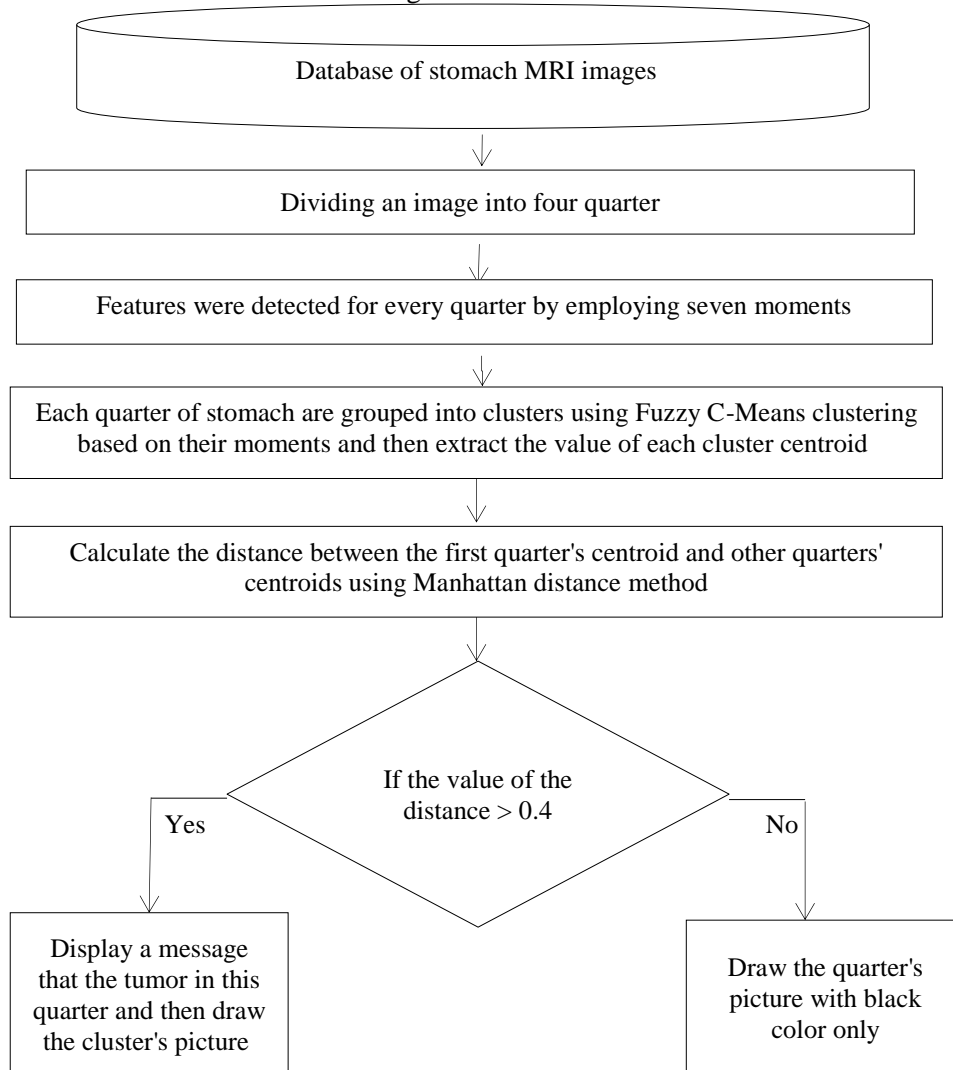 Database of stomach MRI images
Dividing an image into four quarter
Features were detected for every quarter by employing seven moments
Each quarter of stomach are grouped into clusters using Fuzzy C-Means clustering
based on their moments and then extract the value of each cluster centroid
Calculate the distance between the first quarter's centroid and other quarters'
centroids using Manhattan distance method
If the value of the
distance > 0.4
Yes
No
Display a message
that the tumor in this
quarter and then draw
the cluster's picture
Draw the quarter's
picture with black
color only